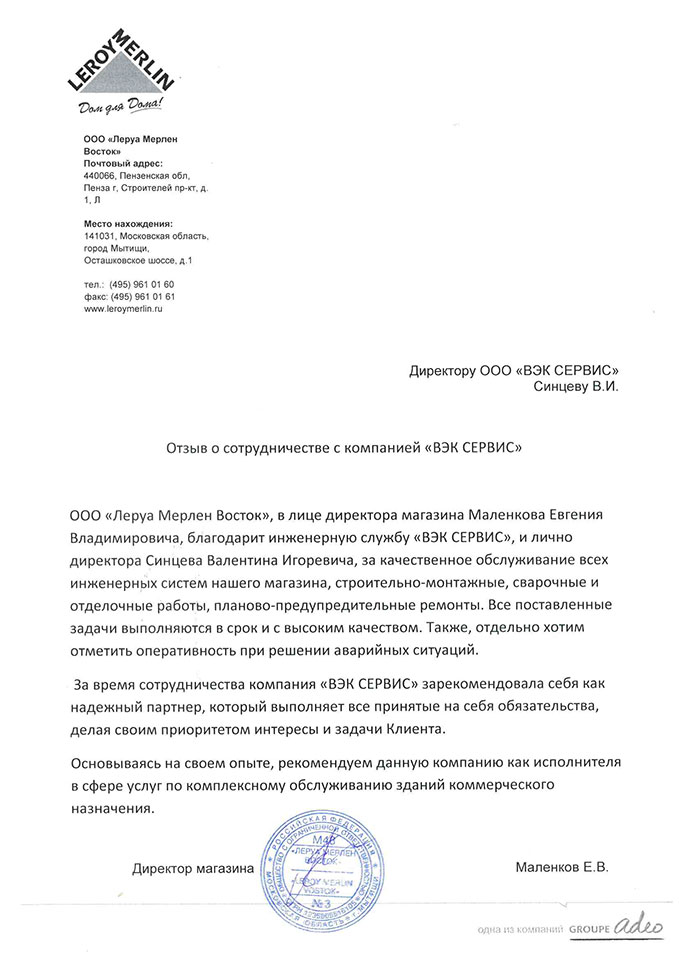 LEROY MERLIN
Дом для Дома!
ООО «Леруа Мерлен
Восток»
Почтовый адрес:
440066, Пензенская обл,
Пенза г, Строителей пр-кт, д.
1, Л
Место нахождения:
141031, Московская область,
город Мытищи,
Осташковское шоссе, д.1
тел.: (495) 961 01 60
факс: (495) 961 01 61
www.leroymerlin.ru
Директору ООО «ВЭК СЕРВИС»
Синцеву В.И.
Отзыв о сотрудничестве с компанией «ВЭК СЕРВИС»
ООО «Леруа Мерлен Восток», в лице директора магазина Маленкова Евгения
Владимировича, благодарит инженерную службу «ВЭК СЕРВИС», и лично
директора Синцева Валентина Игоревича, за качественное обслуживание всех
инженерных систем нашего магазина, строительно-монтажные, сварочные и
отделочные работы, планово-предупредительные ремонты. Все поставленные
задачи выполняются в срок и с высоким качеством. Также, отдельно хотим
отметить оперативность при решении аварийных ситуаций.
За время сотрудничества компания «ВЭК СЕРВИС» зарекомендовала себя как
надежный партнер, который выполняет все принятые на себя обязательства,
делая своим приоритетом интересы и задачи Клиента.
Основываясь на своем опыте, рекомендуем данную компанию как исполнителя
в сфере услуг по комплексному обслуживанию зданий коммерческого
назначения.
РОССИЙСКАЯ ФЕДЕРАЦИЯ
МОСКОВСКАЯ ОБЛАСТЬ г. МЫТИЩИ
«ЛЕРУА МЕРЛЕН
ВОСТОК»
«LEROY MERLIN
VOSTOK»
№3
Директор магазина
Маленков Е.В.
одна из компаний GROUPE adeo